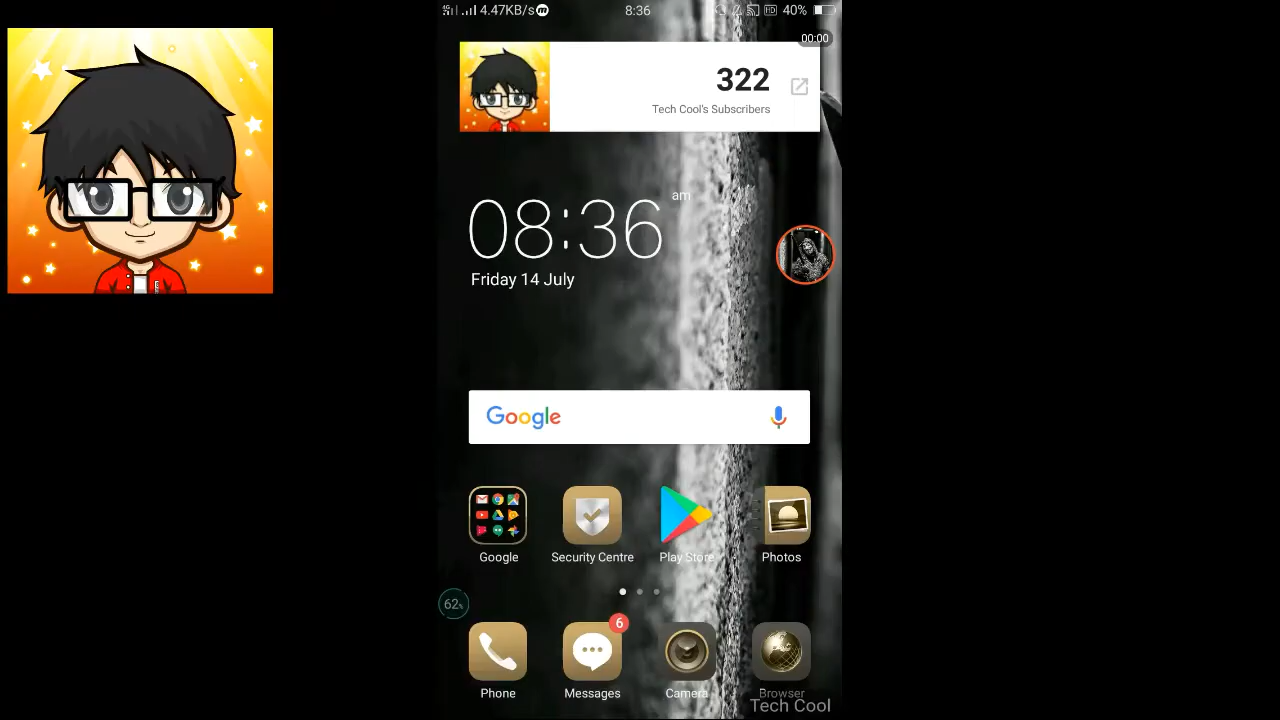 4.47KB/s
8:36
HD
40%
00:00
322
Tech Cool's Subscribers
am
08:36
Friday 14 July
Google
Google
Security Centre
Play Store
Photos
62%
6
Phone
Messages
Camera
Browser
Tech Cool